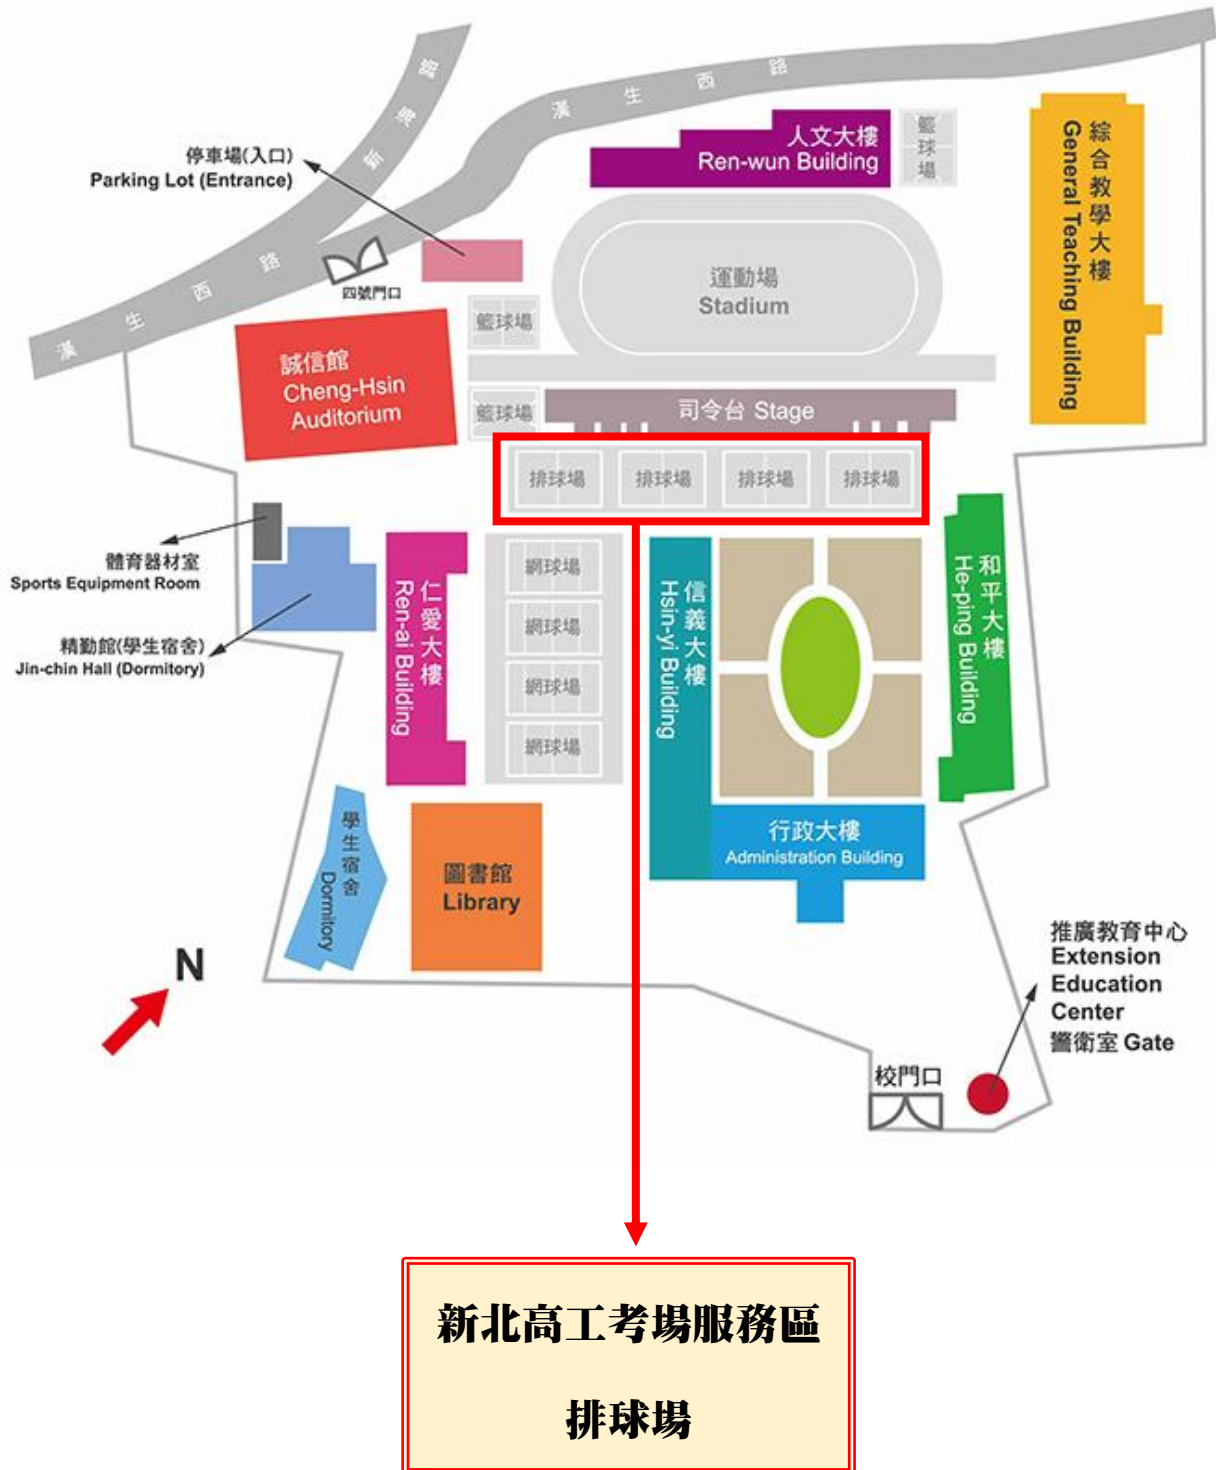 漢生西路
新興路
漢生西路
停車場(入口)
Parking Lot (Entrance)
四號門口
人文大樓
Ren-wun Building
籃球場
綜合教學大樓
General Teaching Building
運動場
Stadium
籃球場
誠信館
Cheng-Hsin
Auditorium
籃球場
司令台 Stage
排球場
排球場
排球場
排球場
體育器材室
Sports Equipment Room
精勤館(學生宿舍)
Jin-chin Hall (Dormitory)
仁愛大樓
Ren-ai Building
網球場
網球場
網球場
網球場
信義大樓
Hsin-yi Building
和平大樓
He-ping Building
學生宿舍
Dormitory
圖書館
Library
行政大樓
Administration Building
N
推廣教育中心
Extension
Education
Center
警衛室 Gate
校門口
新北高工考場服務區
排球場